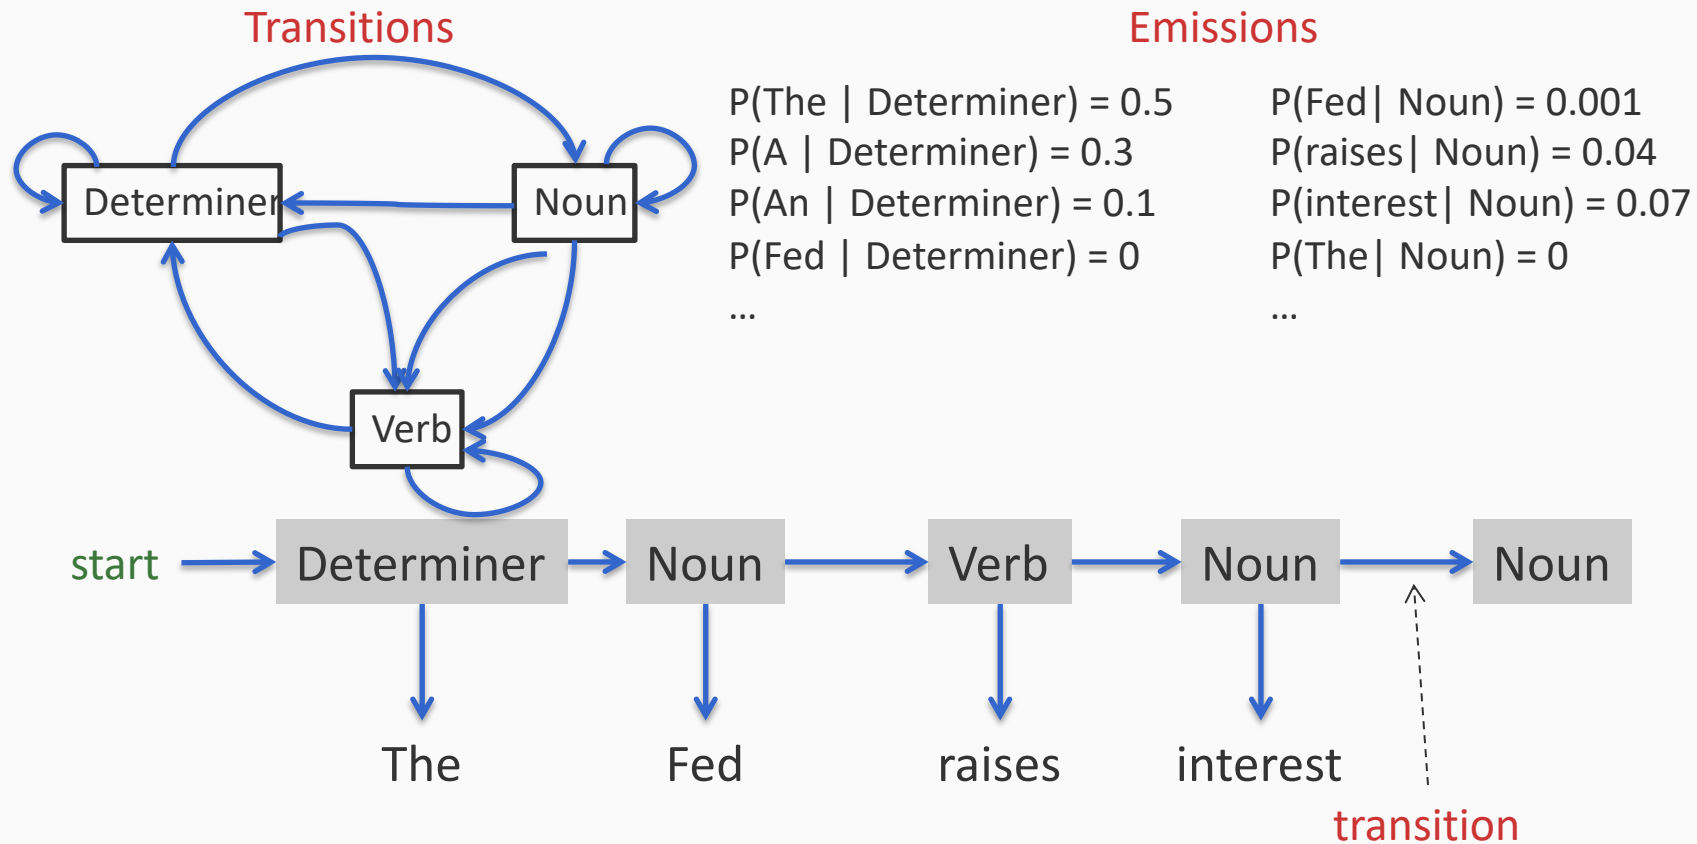 Transitions
Emissions
P(The | Determiner) = 0.5
P(A | Determiner) = 0.3
P(An | Determiner) = 0.1
P(Fed | Determiner) = 0
...
P(Fed| Noun) = 0.001
P(raises| Noun) = 0.04
P(interest| Noun) = 0.07
P(The| Noun) = 0
...
Determiner
Noun
Verb
start
Determiner
Noun
Verb
Noun
Noun
The
Fed
raises
interest
transition